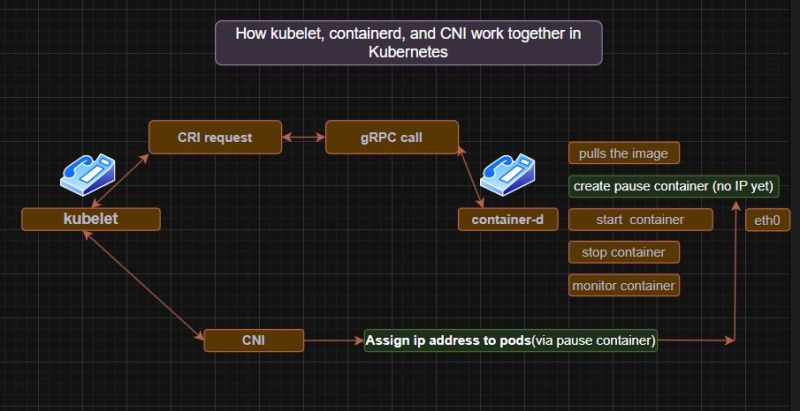 How kubelet, containerd, and CNI work together in
Kubernetes
CRI request
gRPC call
pulls the image
create pause container (no IP yet)
kubelet
container-d
start container
eth0
stop container
monitor container
CNI
Assign ip address to pods(via pause container)